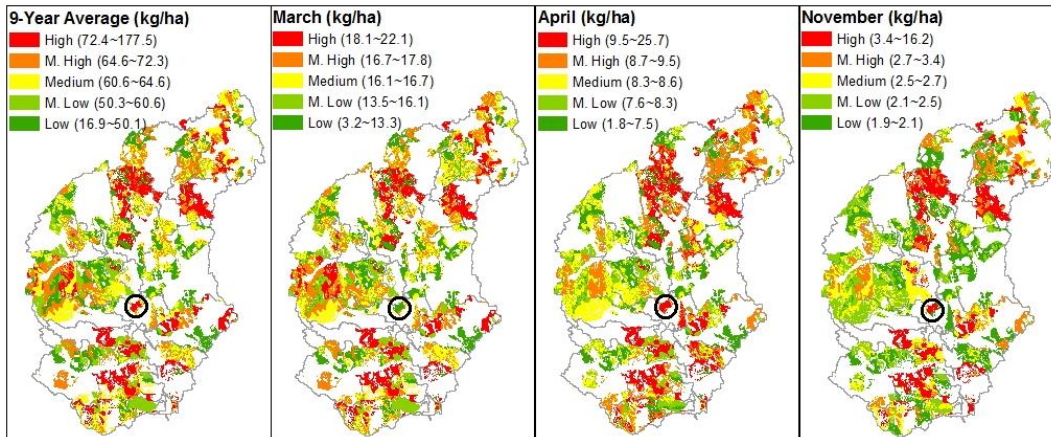 9-Year Average (kg/ha)
High (72.4~177.5)
M. High (64.6~72.3)
Medium (60.6~64.6)
M. Low (50.3~60.6)
Low (16.9~50.1)
March (kg/ha)
High (18.1~22.1)
M. High (16.7~17.8)
Medium (16.1~16.7)
M. Low (13.5~16.1)
Low (3.2~13.3)
April (kg/ha)
High (9.5~25.7)
M. High (8.7~9.5)
Medium (8.3~8.6)
M. Low (7.6~8.3)
Low (1.8~7.5)
November (kg/ha)
High (3.4~16.2)
M. High (2.7~3.4)
Medium (2.5~2.7)
M. Low (2.1~2.5)
Low (1.9~2.1)